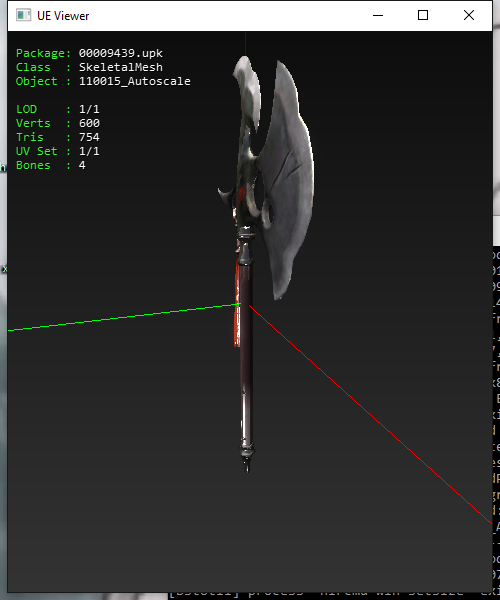 UE Viewer
Package: 00009439.upk
Class : SkeletalMesh
Object : 110015_Autoscale
LOD : 1/1
Verts : 600
Tris : 754
UV Set : 1/1
Bones : 4